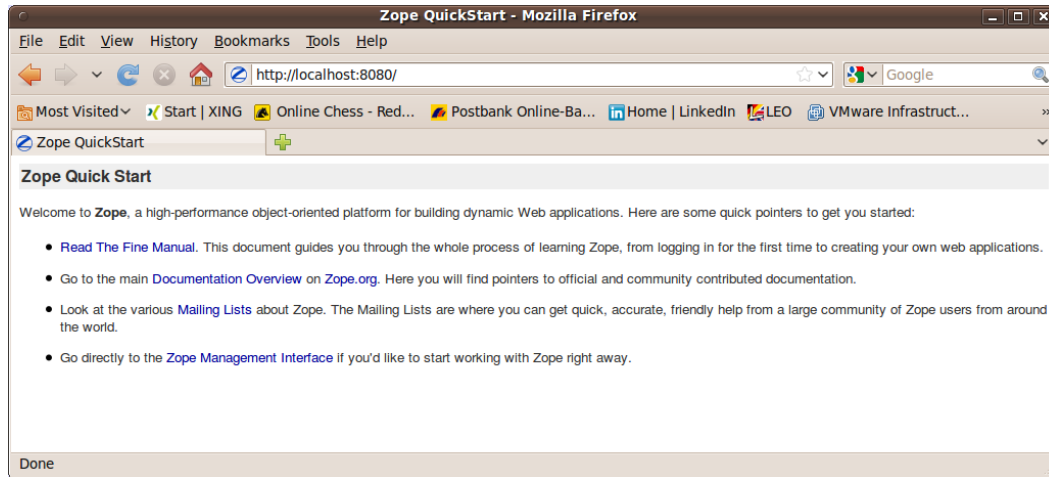 Zope QuickStart - Mozilla Firefox
File Edit View History Bookmarks Tools Help
http://localhost:8080/ Google
Most Visited Start | XING Online Chess - Red... Postbank Online-Ba... Home | LinkedIn LEO VMware Infrastruct... »
Zope QuickStart
Zope Quick Start
Welcome to Zope, a high-performance object-oriented platform for building dynamic Web applications. Here are some quick pointers to get you started:
• Read The Fine Manual. This document guides you through the whole process of learning Zope, from logging in for the first time to creating your own web applications.
• Go to the main Documentation Overview on Zope.org. Here you will find pointers to official and community contributed documentation.
• Look at the various Mailing Lists about Zope. The Mailing Lists are where you can get quick, accurate, friendly help from a large community of Zope users from around
the world.
• Go directly to the Zope Management Interface if you'd like to start working with Zope right away.
Done